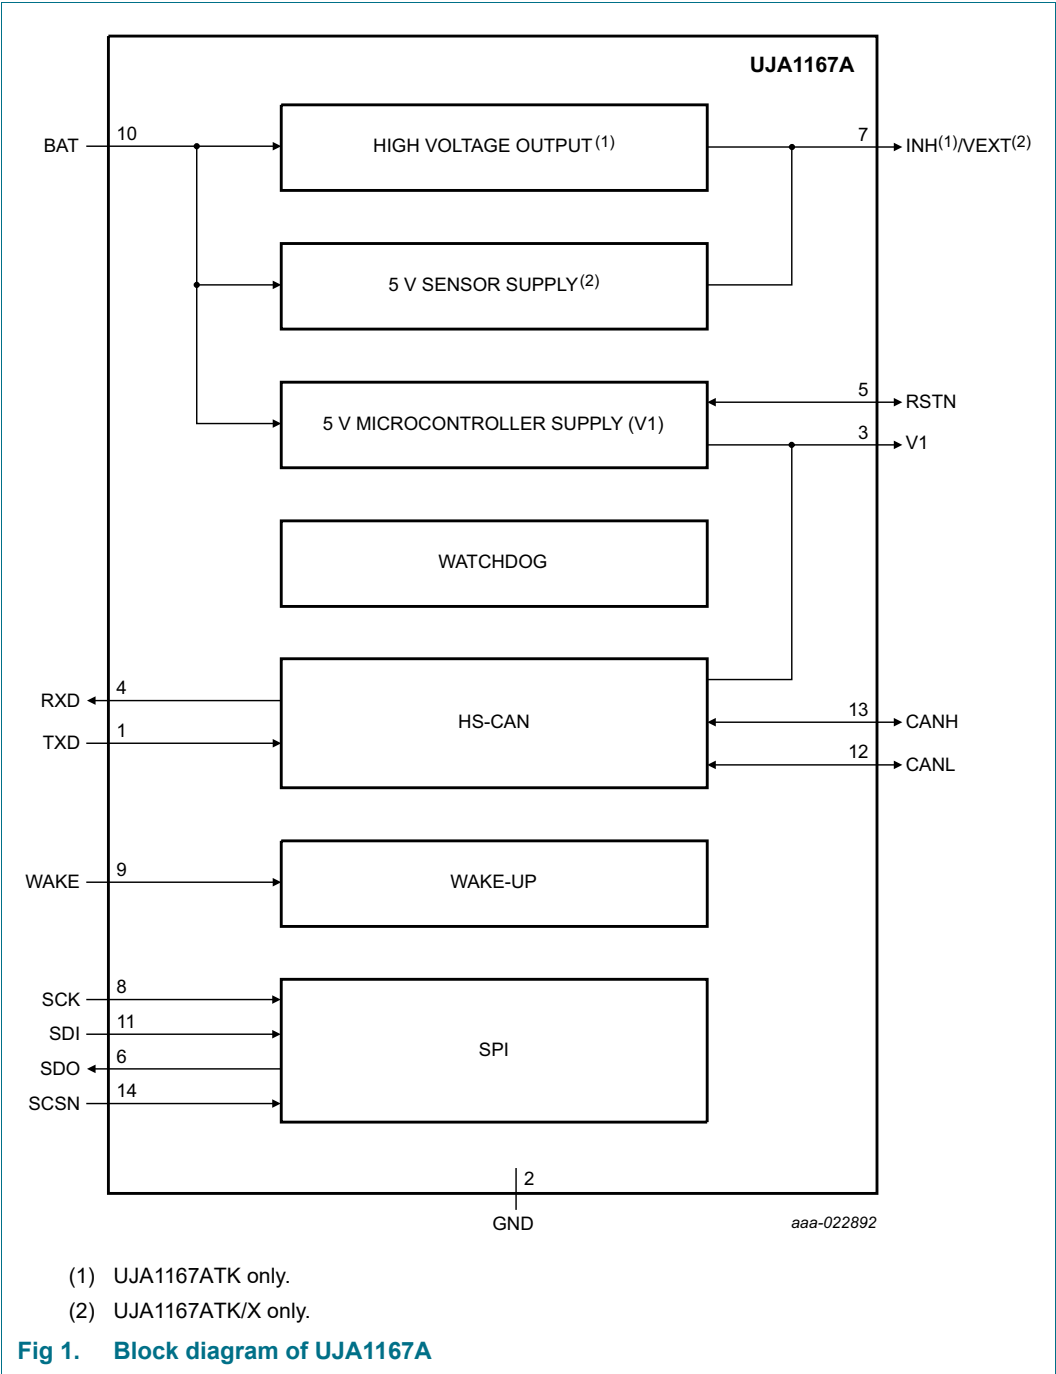 UJA1167A
BAT
10
HIGH VOLTAGE OUTPUT(1)
7
INH(1)/VEXT(2)
5 V SENSOR SUPPLY(2)
5 V MICROCONTROLLER SUPPLY (V1)
5
RSTN
3
V1
WATCHDOG
RXD
4
TXD
1
HS-CAN
13
CANH
12
CANL
WAKE
9
WAKE-UP
SCK
8
SDI
11
SDO
6
SCSN
14
SPI
2
GND
aaa-022892
(1) UJA1167ATK only.
(2) UJA1167ATK/X only.
Fig 1. Block diagram of UJA1167A